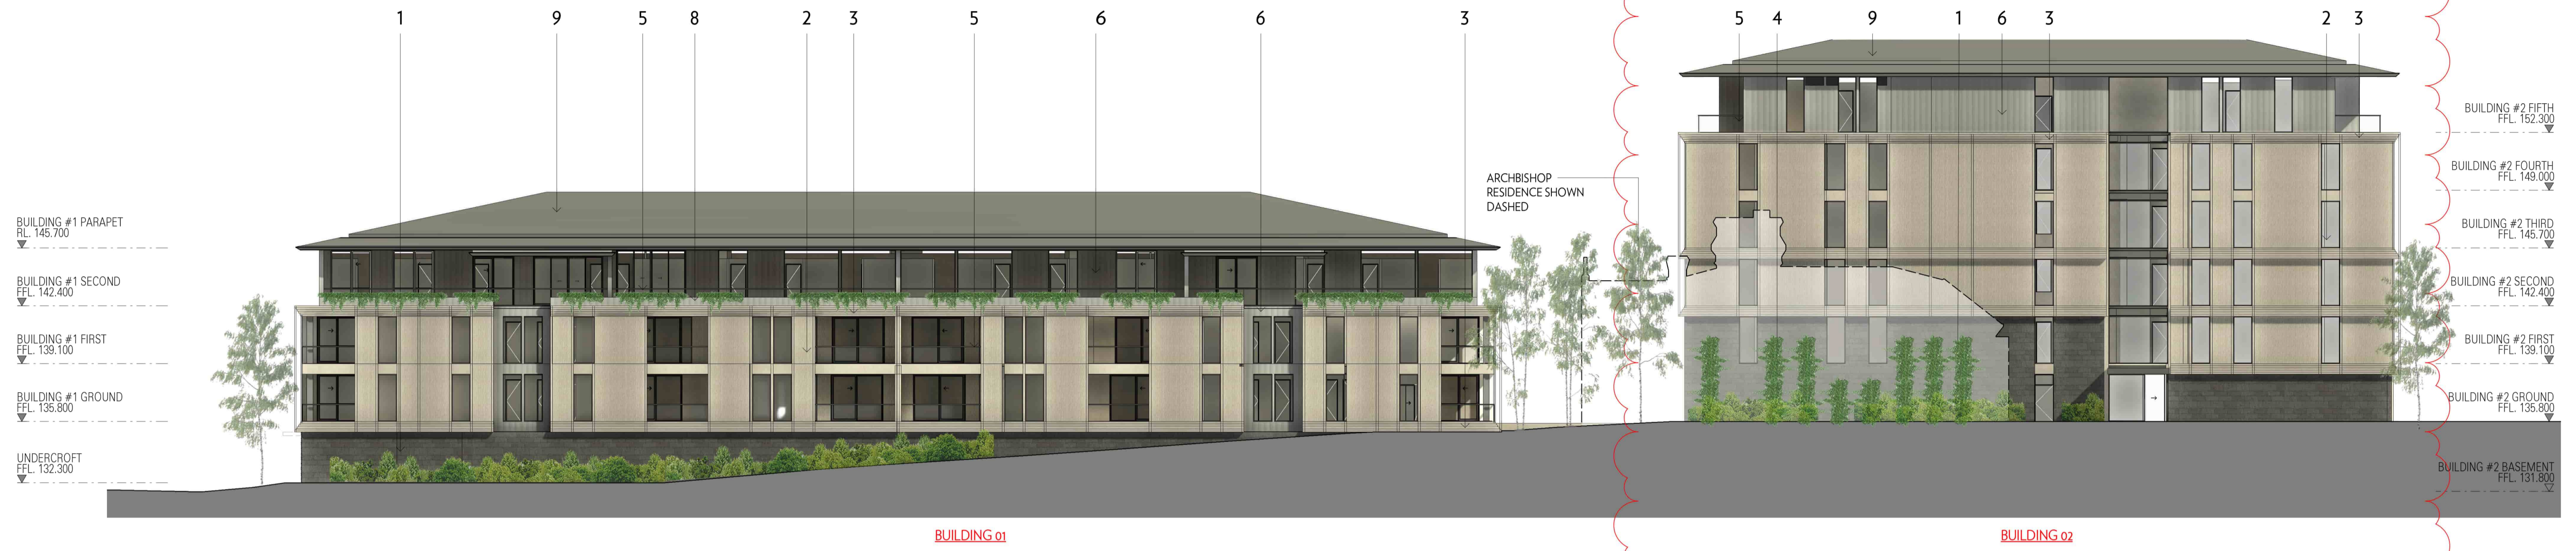 1 9 5 8 2 3 5 6 6 3 5 4 9 1 6 3 2 3
BUILDING #1 PARAPET
RL. 145.700
BUILDING #1 SECOND
FFL. 142.400
BUILDING #1 FIRST
FFL. 139.100
BUILDING #1 GROUND
FFL. 135.800
UNDERCROFT
FFL. 132.300
ARCHBISHOP
RESIDENCE SHOWN
DASHED
BUILDING #2 FIFTH
FFL. 152.300
BUILDING #2 FOURTH
FFL. 149.000
BUILDING #2 THIRD
FFL. 145.700
BUILDING #2 SECOND
FFL. 142.400
BUILDING #2 FIRST
FFL. 139.100
BUILDING #2 GROUND
FFL. 135.800
BUILDING #2 BASEMENT
FFL. 131.800
BUILDING 01
BUILDING 02